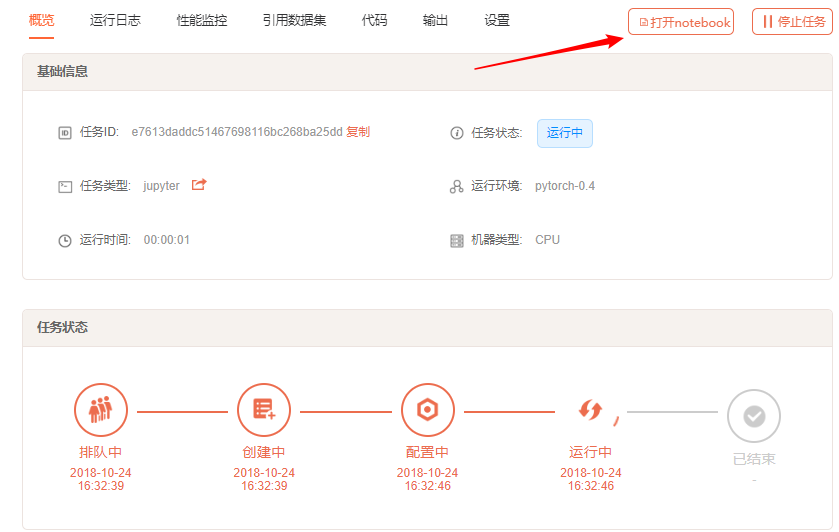 概览 运行日志 性能监控 引用数据集 代码 输出 设置 打开notebook 停止任务
基础信息
任务ID: e7613daddc51467698116bc268ba25dd 复制 任务状态: 运行中
任务类型: jupyter 运行环境: pytorch-0.4
运行时间: 00:00:01 机器类型: CPU
任务状态
排队中 创建中 配置中 运行中 已结束
2018-10-24 2018-10-24 2018-10-24 2018-10-24 -
16:32:39 16:32:39 16:32:46 16:32:46